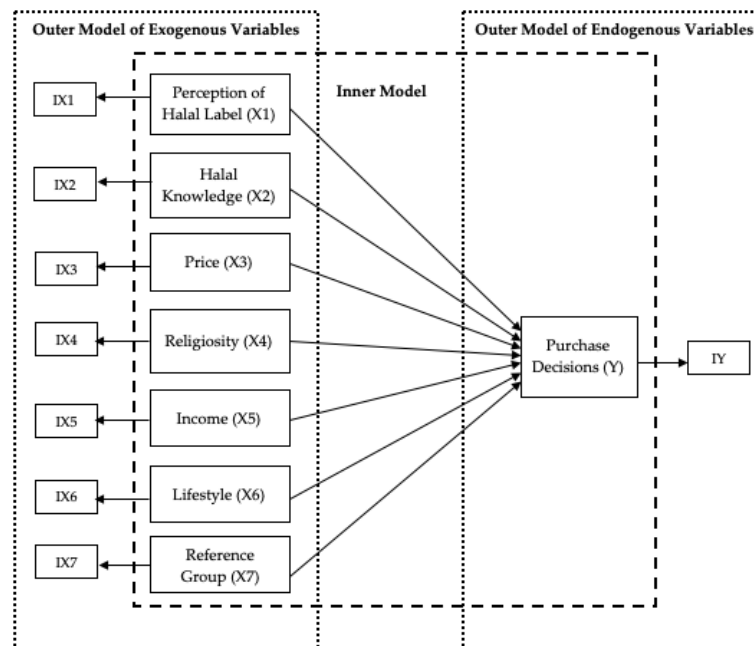 Outer Model of Exogenous Variables
Outer Model of Endogenous Variables
Inner Model
IX1
Perception of
Halal Label (X1)
IX2
Halal
Knowledge (X2)
IX3
Price (X3)
IX4
Religiosity (X4)
IX5
Income (X5)
IX6
Lifestyle (X6)
IX7
Reference
Group (X7)
Purchase
Decisions (Y)
IY